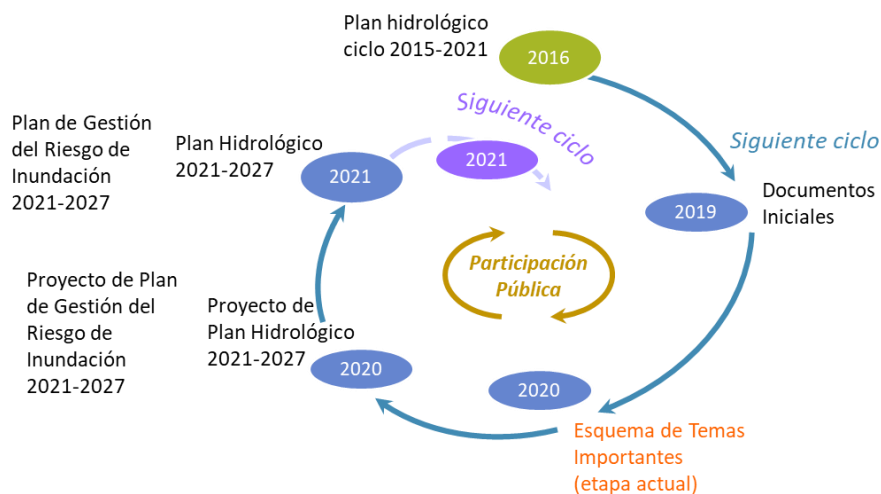 Plan hidrológico
ciclo 2015-2021
2016
Siguiente ciclo
2019
Documentos
Iniciales
2020
Esquema de Temas
Importantes
(etapa actual)
2020
Proyecto de
Plan Hidrológico
2021-2027
Proyecto de Plan
de Gestión del
Riesgo de
Inundación
2021-2027
2021
Plan Hidrológico
2021-2027
Plan de Gestión
del Riesgo de
Inundación
2021-2027
Siguiente ciclo
2021
Participación
Pública